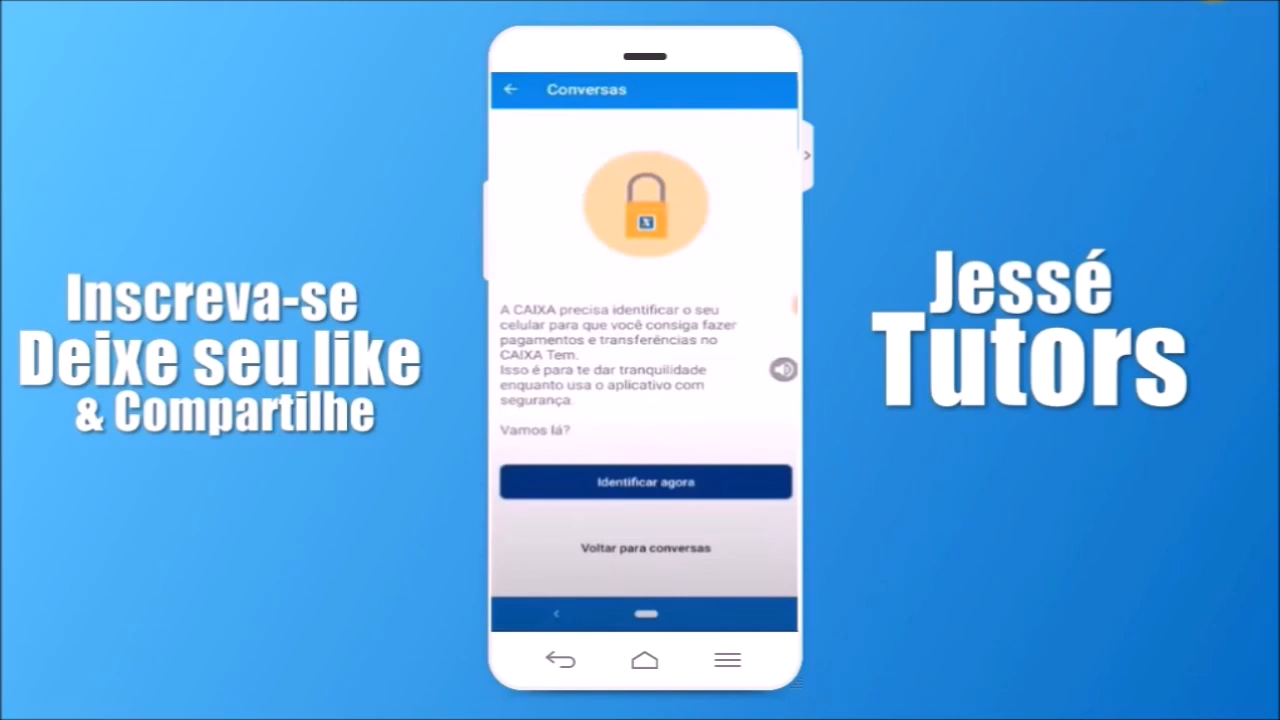 Inscreva-se
Deixe seu like
& Compartilhe
Conversas
X
A CAIXA precisa identificar o seu
celular para que você consiga fazer
pagamentos e transferências no
CAIXA Tem.
Isso é para te dar tranquilidade
enquanto usa o aplicativo com
segurança.
Vamos lá?
Identificar agora
Voltar para conversas
Jessé
Tutors